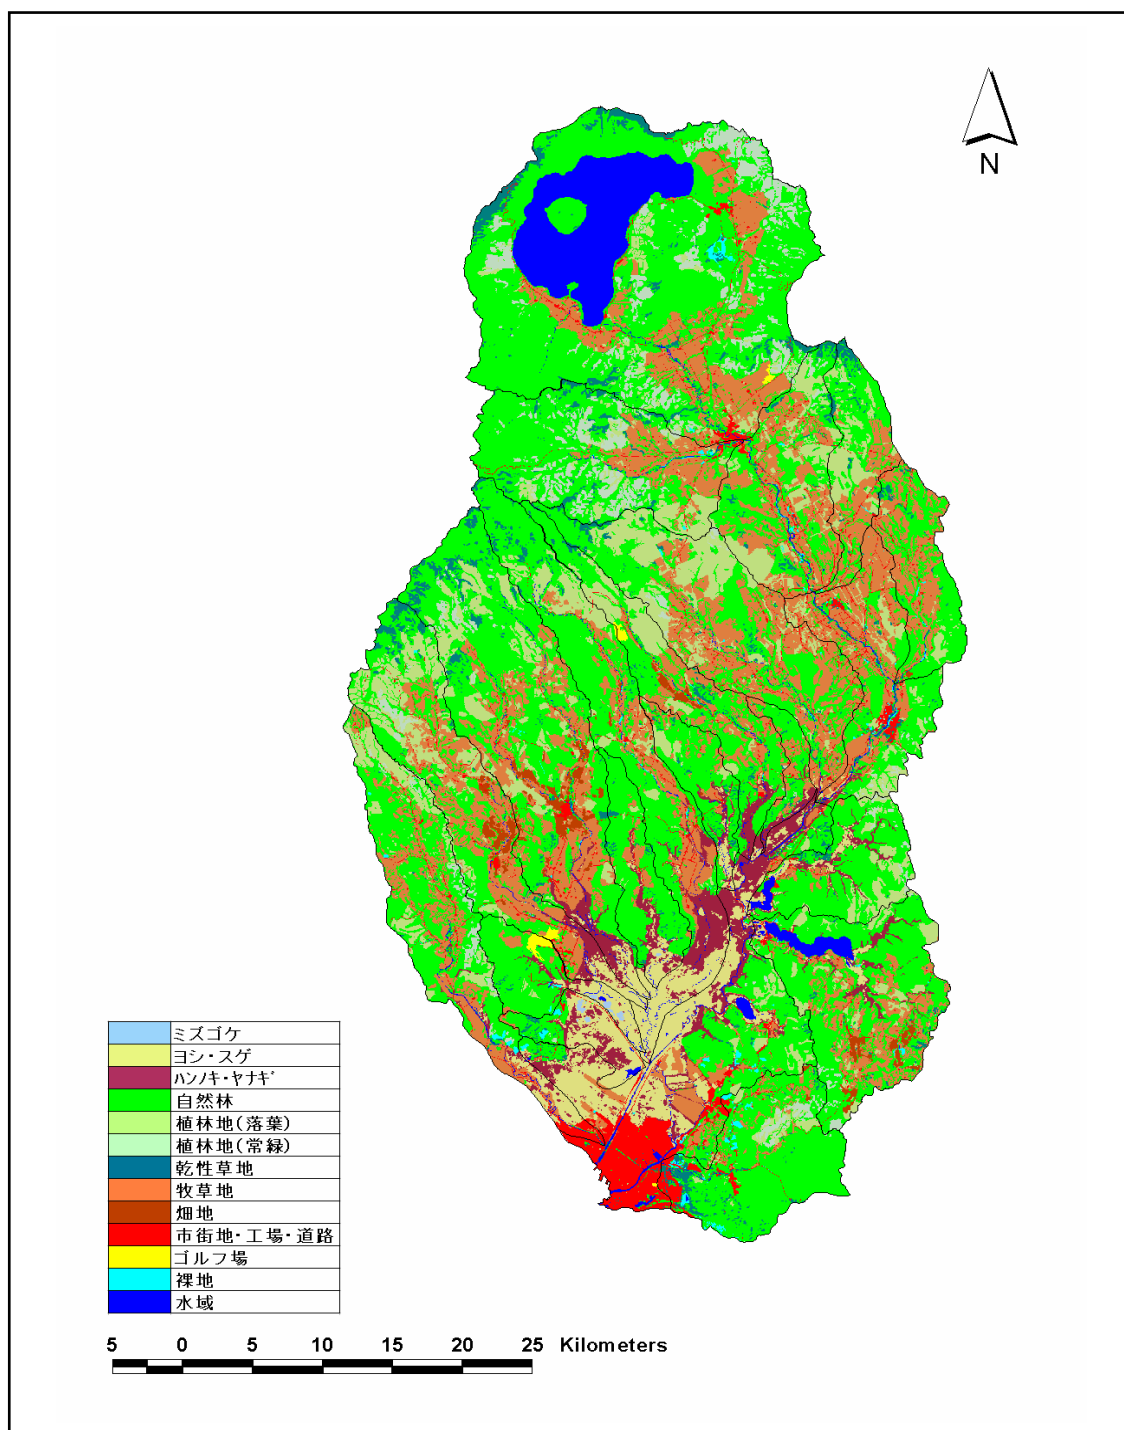 N
ミズゴケ
ヨシ・スゲ
ハンノキ・ヤナギ
自然林
植林地(落葉)
植林地(常緑)
乾性草地
牧草地
畑地
市街地・工場・道路
ゴルフ場
裸地
水域
5 0 5 10 15 20 25 Kilometers